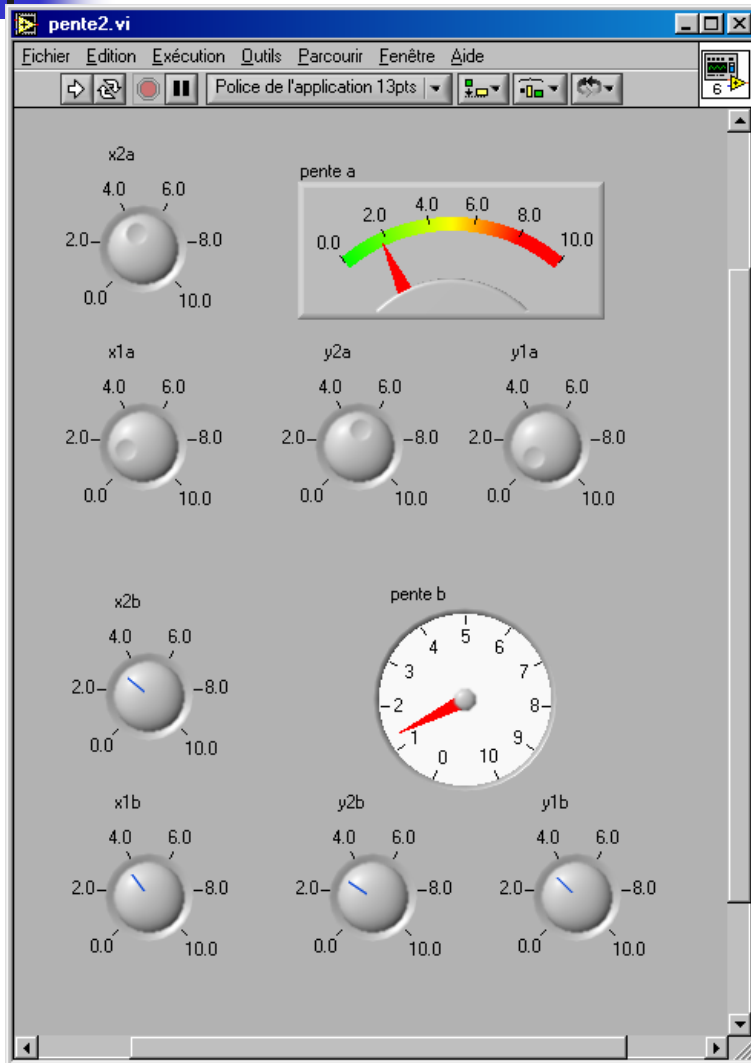 pente2.vi
Fichier Edition Exécution Outils Parcourir Fenêtre Aide
Police de l'application 13pts
6
x2a
4.0 6.0
2.0 8.0
0.0 10.0
pente a
0.0 2.0 4.0 6.0 8.0 10.0
x1a
4.0 6.0
2.0 8.0
0.0 10.0
y2a
4.0 6.0
2.0 8.0
0.0 10.0
y1a
4.0 6.0
2.0 8.0
0.0 10.0
x2b
4.0 6.0
2.0 8.0
0.0 10.0
pente b
0 1 2 3 4 5 6 7 8 9 10
x1b
4.0 6.0
2.0 8.0
0.0 10.0
y2b
4.0 6.0
2.0 8.0
0.0 10.0
y1b
4.0 6.0
2.0 8.0
0.0 10.0